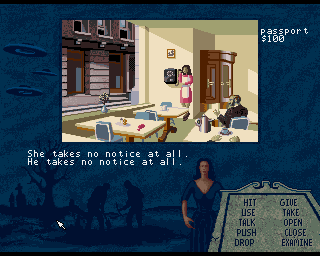 passport
$100
She takes no notice at all.
He takes no notice at all.
HIT GIVE
USE TAKE
TALK OPEN
PUSH CLOSE
DROP EXAMINE